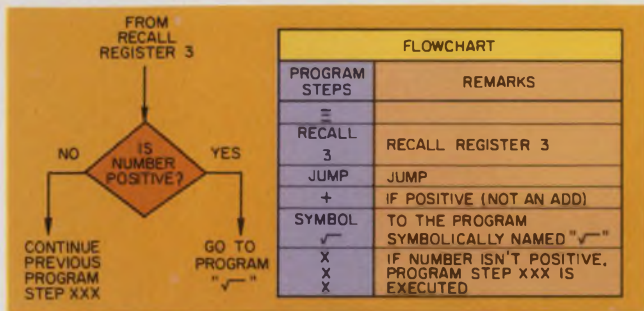 FROM
RECALL
REGISTER 3
IS
NUMBER
POSITIVE?
NO
YES
CONTINUE
PREVIOUS
PROGRAM
STEP XXX
GO TO
PROGRAM
"√‾"
FLOWCHART
PROGRAM
STEPS
REMARKS
RECALL
3
RECALL REGISTER 3
JUMP
JUMP
+
IF POSITIVE (NOT AN ADD)
SYMBOL
√‾
TO THE PROGRAM
SYMBOLICALLY NAMED "√‾"
X
X
X
IF NUMBER ISN'T POSITIVE,
PROGRAM STEP XXX IS
EXECUTED